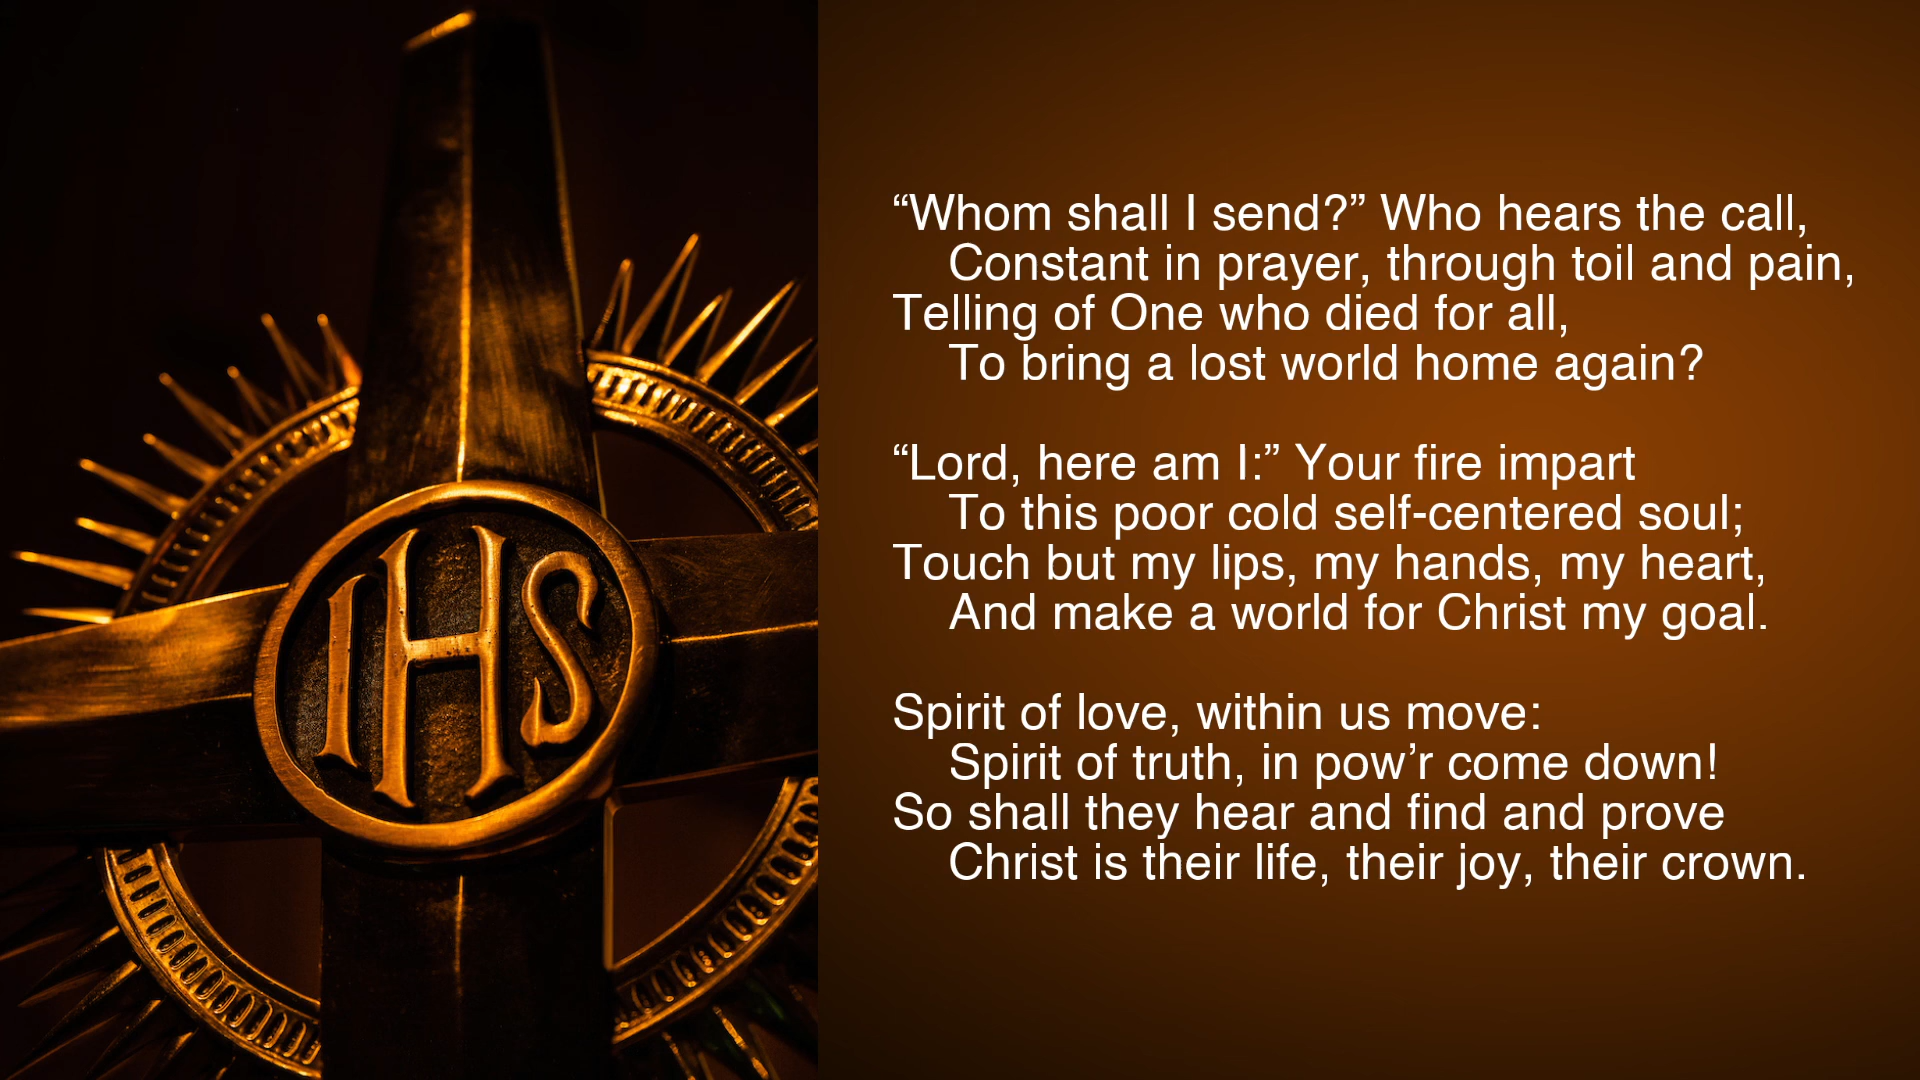 IHS
“Whom shall I send?” Who hears the call,
Constant in prayer, through toil and pain,
Telling of One who died for all,
To bring a lost world home again?
“Lord, here am I:” Your fire impart
To this poor cold self-centered soul;
Touch but my lips, my hands, my heart,
And make a world for Christ my goal.
Spirit of love, within us move:
Spirit of truth, in pow’r come down!
So shall they hear and find and prove
Christ is their life, their joy, their crown.